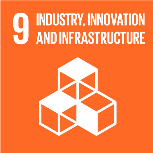 9 INDUSTRY, INNOVATION
AND INFRASTRUCTURE